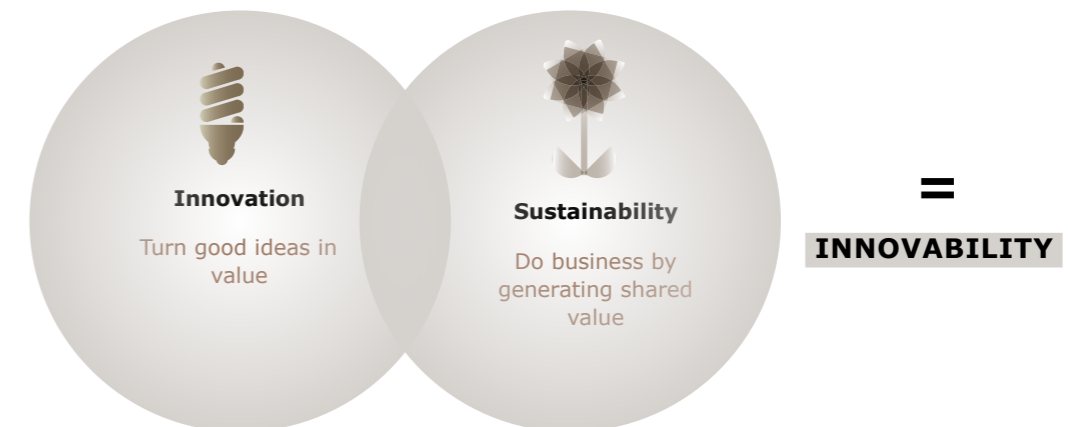 Innovation
Turn good ideas in
value
Sustainability
Do business by
generating shared
value
=
INNOVABILITY